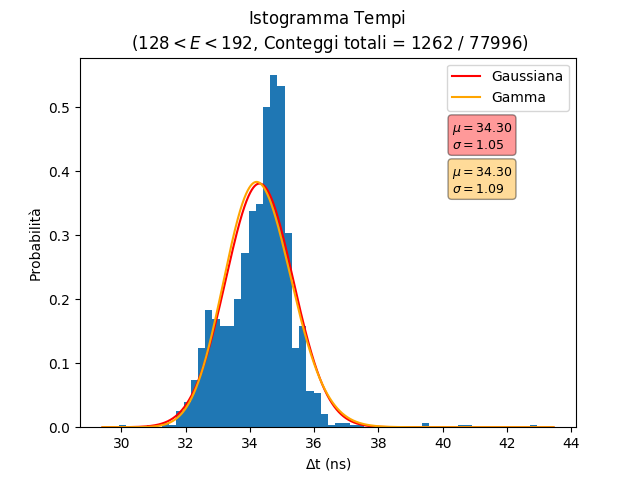 Istogramma Tempi
(128 < E < 192, Conteggi totali = 1262 / 77996)
Gaussiana
Gamma
μ = 34.30
σ = 1.05
μ = 34.30
σ = 1.09
Probabilità
0.5
0.4
0.3
0.2
0.1
0.0
30 32 34 36 38 40 42 44
Δt (ns)